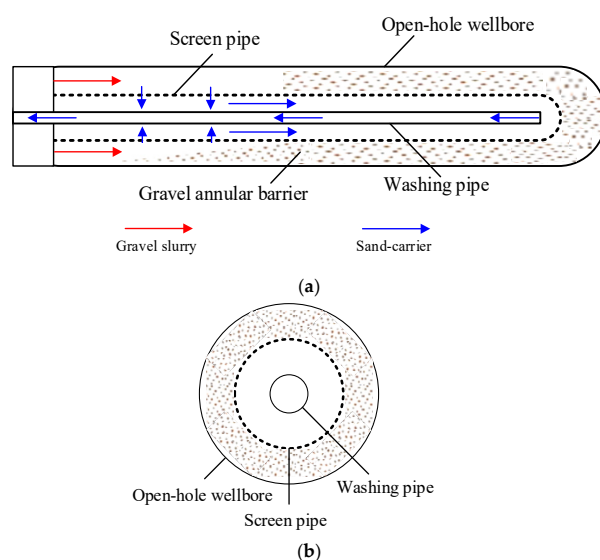 Screen pipe
Open-hole wellbore
Gravel annular barrier
Washing pipe
Gravel slurry
Sand-carrier
(a)
Open-hole wellbore
Washing pipe
Screen pipe
(b)